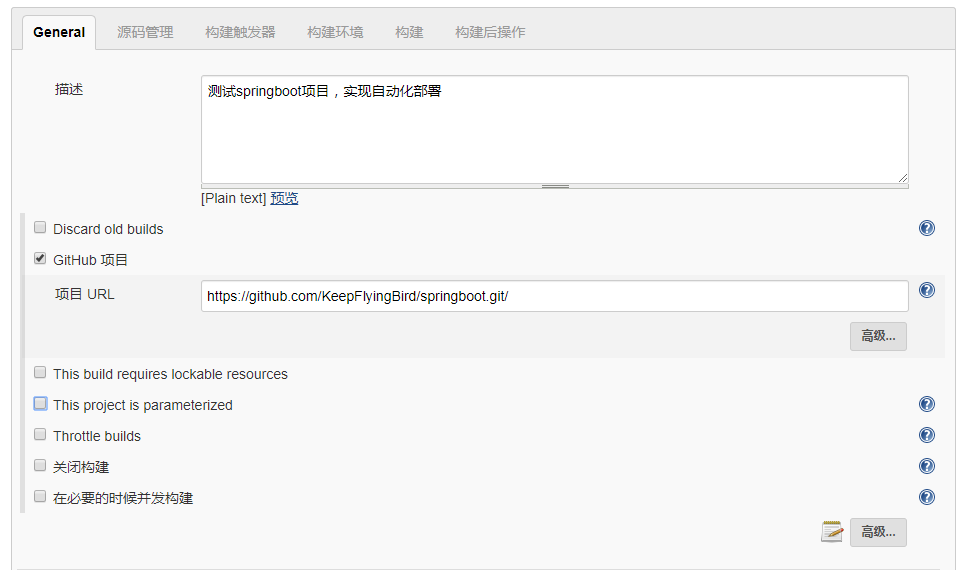 General 源码管理 构建触发器 构建环境 构建 构建后操作
描述
测试springboot项目，实现自动化部署
[Plain text] 预览
Discard old builds
GitHub 项目
项目 URL
https://github.com/KeepFlyingBird/springboot.git/
高级...
This build requires lockable resources
This project is parameterized
Throttle builds
关闭构建
在必要的时候并发构建
高级...